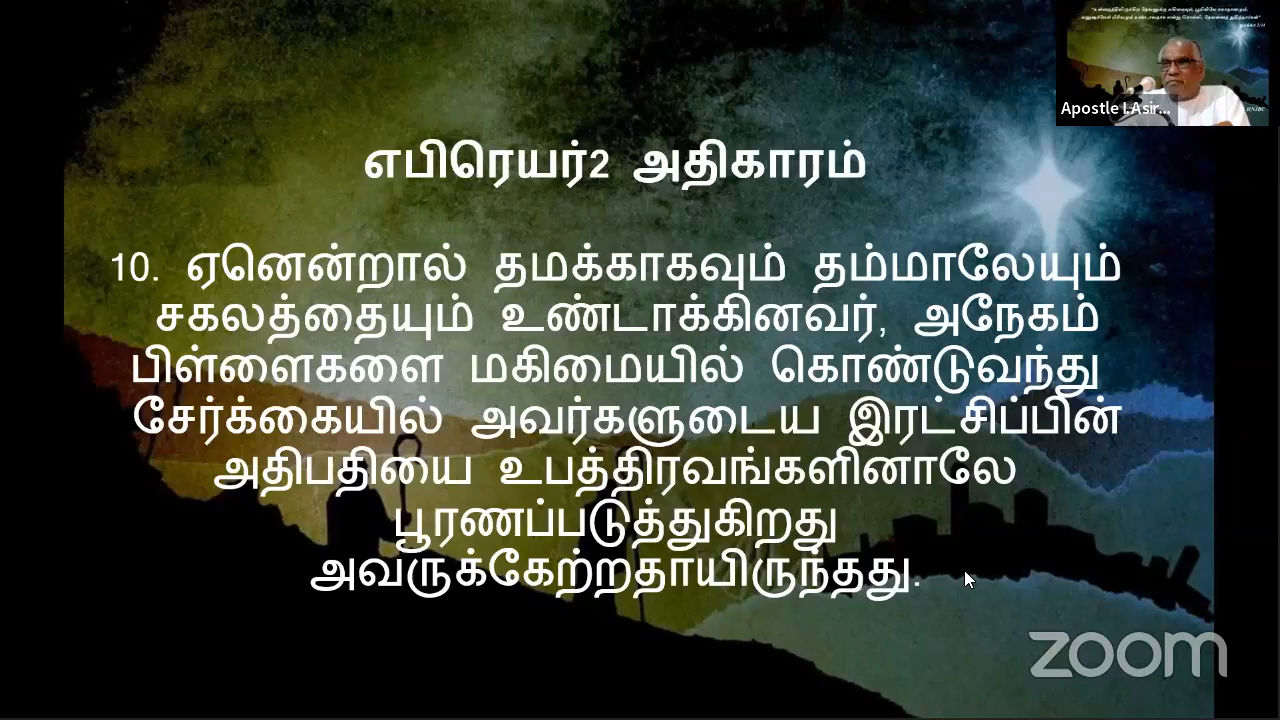 எபிரெயர்2 அதிகாரம்
10. ஏனென்றால் தமக்காகவும் தம்மாலேயும்
சகலத்தையும் உண்டாக்கினவர், அநேகம்
பிள்ளைகளை மகிமையில் கொண்டுவந்து
சேர்க்கையில் அவர்களுடைய இரட்சிப்பின்
அதிபதியை உபத்திரவங்களினாலே
பூரணப்படுத்துகிறது
அவருக்கேற்றதாயிருந்தது.
Apostle I.Asir...
zoom